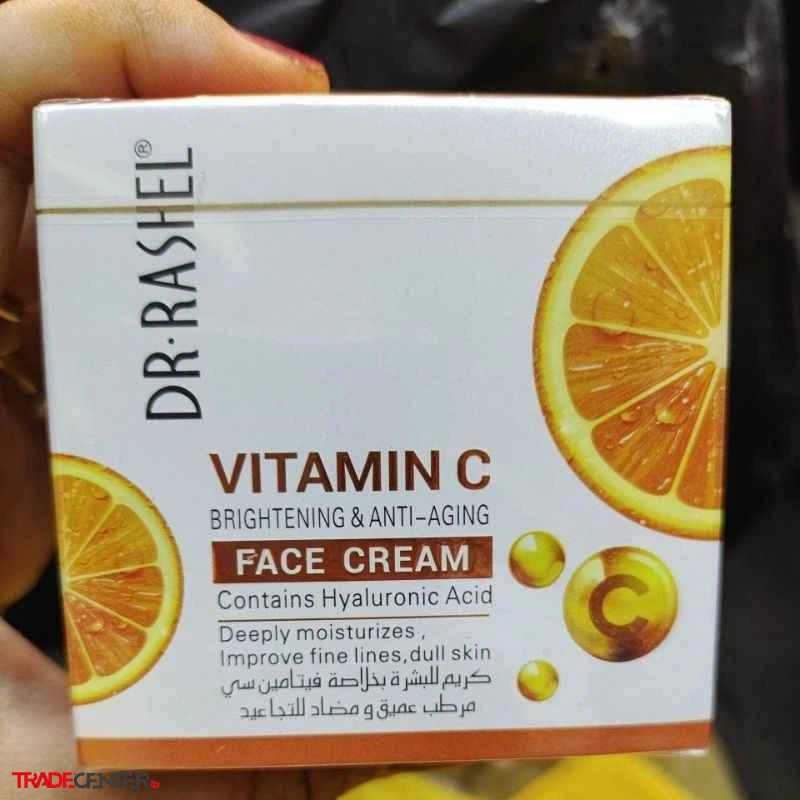 DR·RASHEL®
VITAMIN C
BRIGHTENING & ANTI-AGING
FACE CREAM
Contains Hyaluronic Acid
Deeply moisturizes,
Improve fine lines, dull skin
كريم للبشرة بخلاصة فيتامين سي
مرطب عميق و مضاد للتجاعيد
C
TRADECENTER